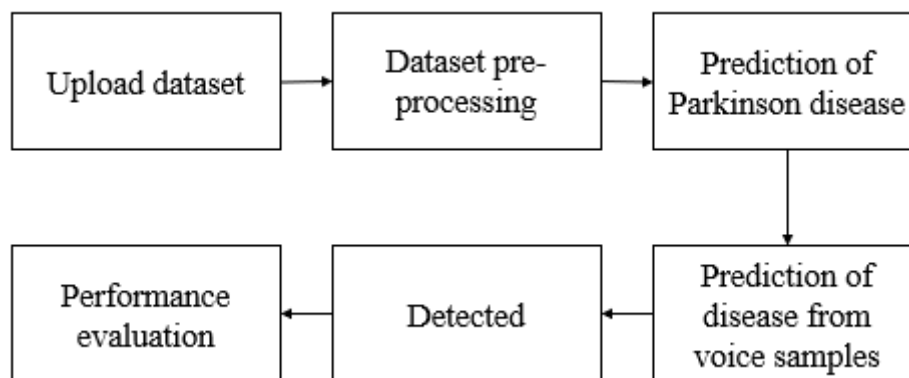 Upload dataset
Dataset pre-
processing
Prediction of
Parkinson disease
Prediction of
disease from
voice samples
Detected
Performance
evaluation